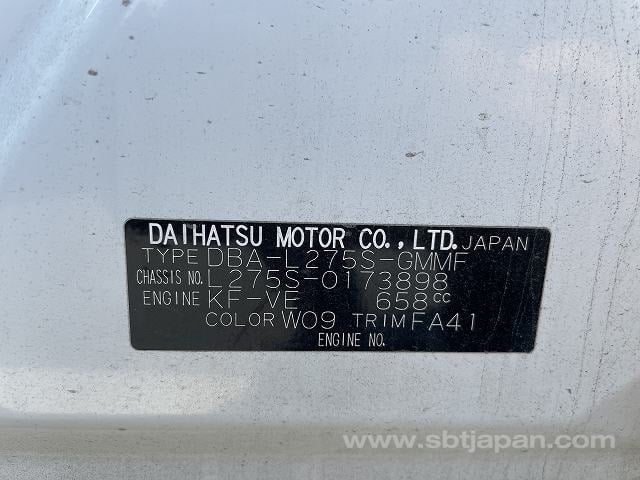 DAIHATSU MOTOR CO., LTD. JAPAN
TYPE DBA-L275S-GMMF
CHASSIS NO. L275S-0173898
ENGINE KF-VE 658cc
COLOR W09 TRIM FA41
ENGINE NO.
www.sbtjapan.com